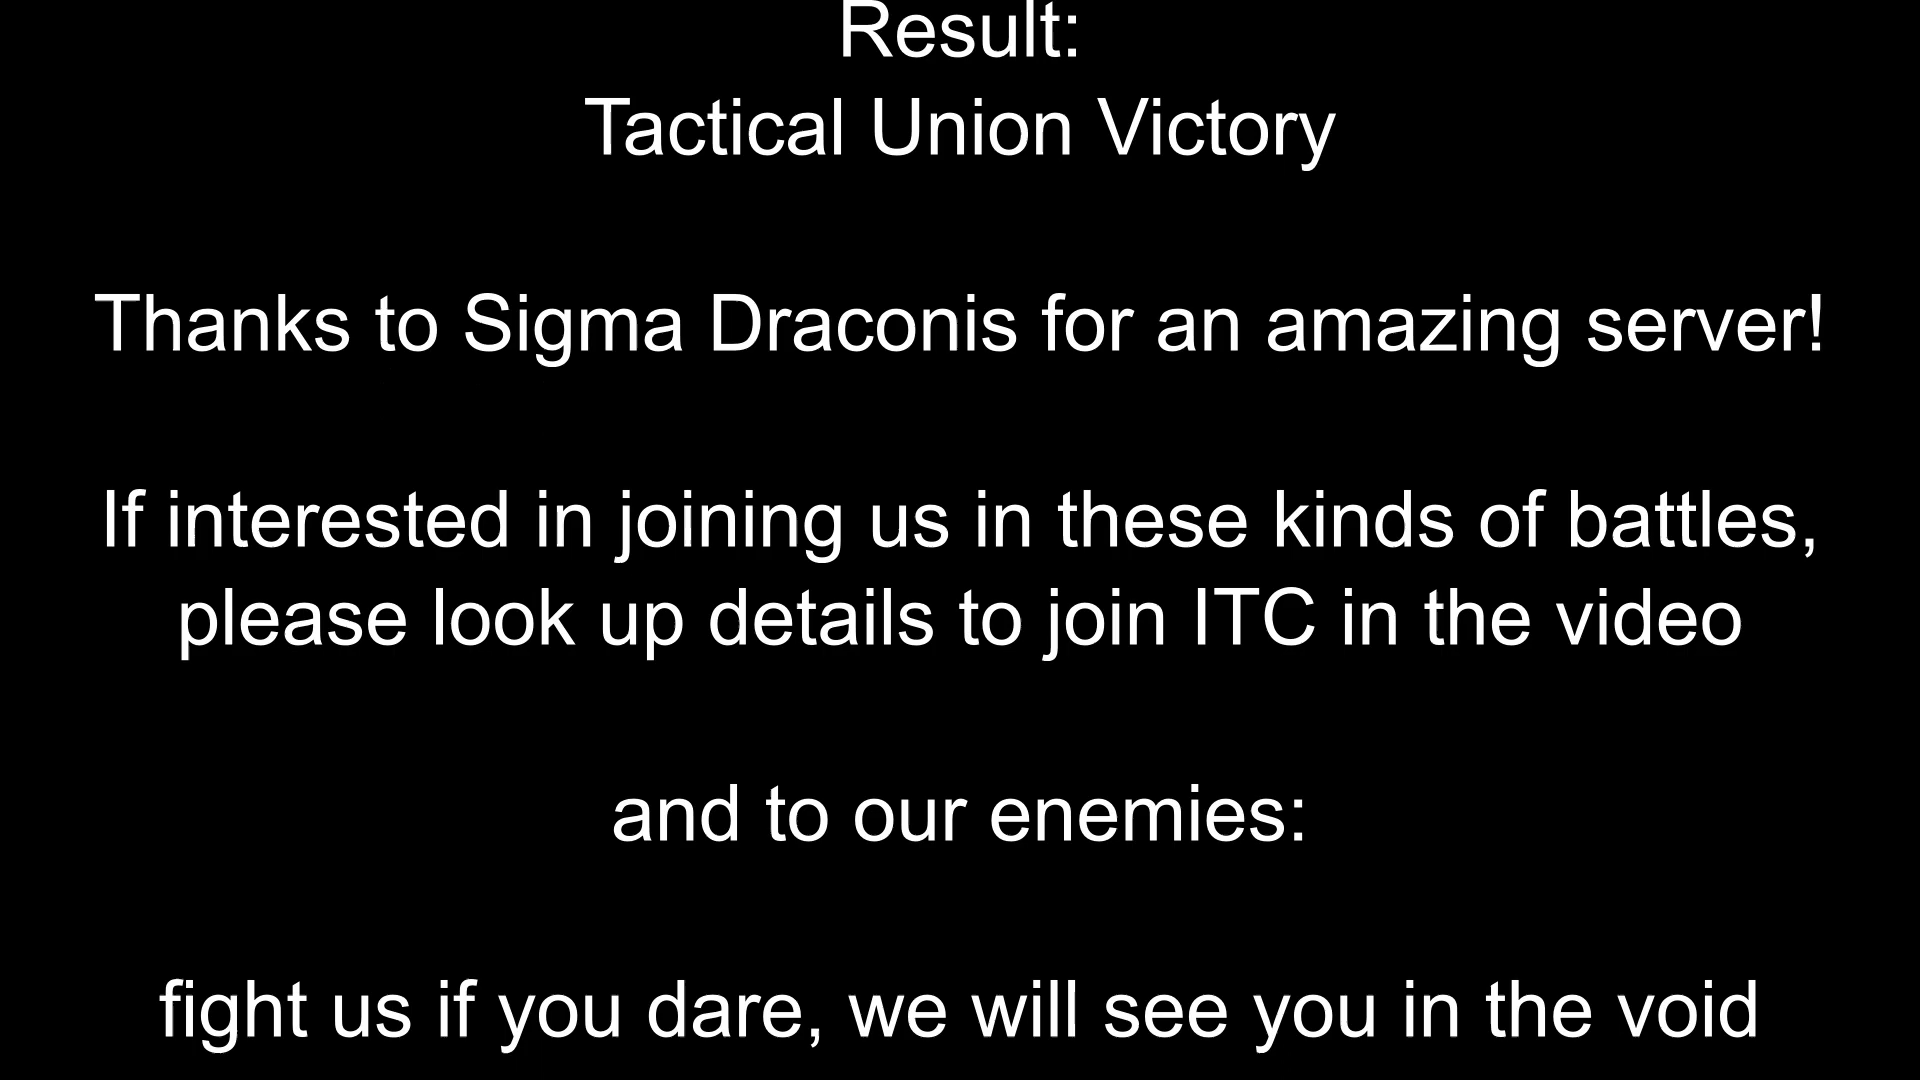 Result:
Tactical Union Victory
Thanks to Sigma Draconis for an amazing server!
If interested in joining us in these kinds of battles,
please look up details to join ITC in the video
and to our enemies:
fight us if you dare, we will see you in the void